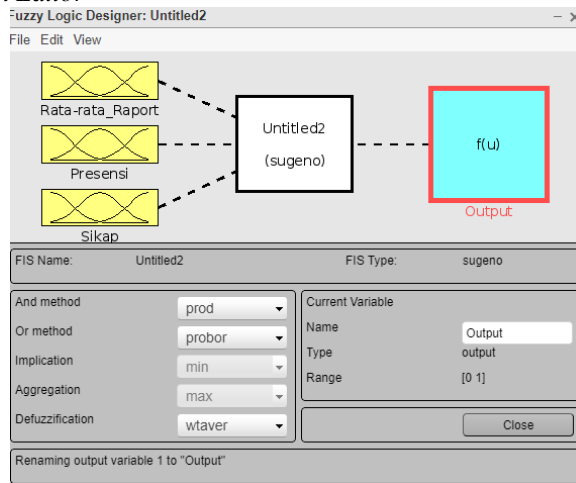 Fuzzy Logic Designer: Untitled2
File Edit View
Rata-rata_Raport
Presensi
Sikap
Untitled2
(sugeno)
f(u)
Output
FIS Name: Untitled2 FIS Type: sugeno
And method prod
Or method probor
Implication min
Aggregation max
Defuzzification wtaver
Current Variable
Name Output
Type output
Range [0 1]
Close
Renaming output variable 1 to "Output"